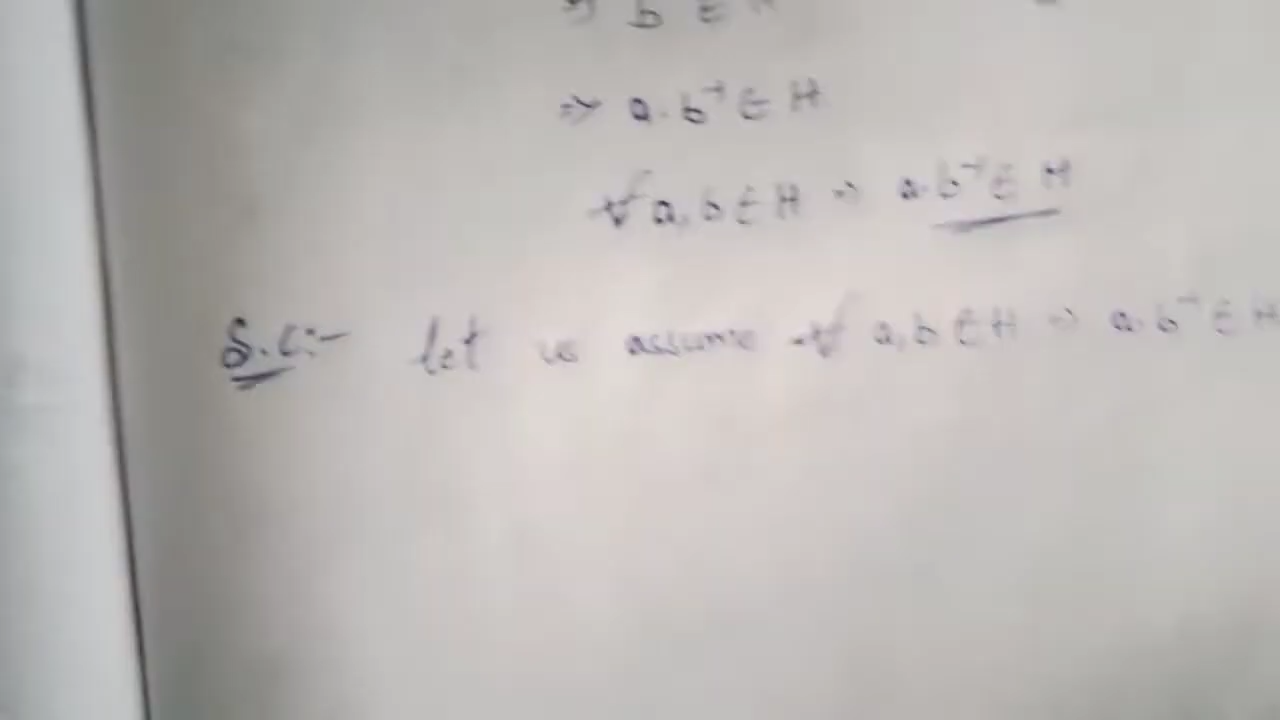 b ∈ H
⇒ a.b⁻¹ ∈ H
∀ a, b ∈ H ⇒ a.b⁻¹ ∈ H
S.C:- let us assume ∀ a, b ∈ H ⇒ a.b⁻¹ ∈ H